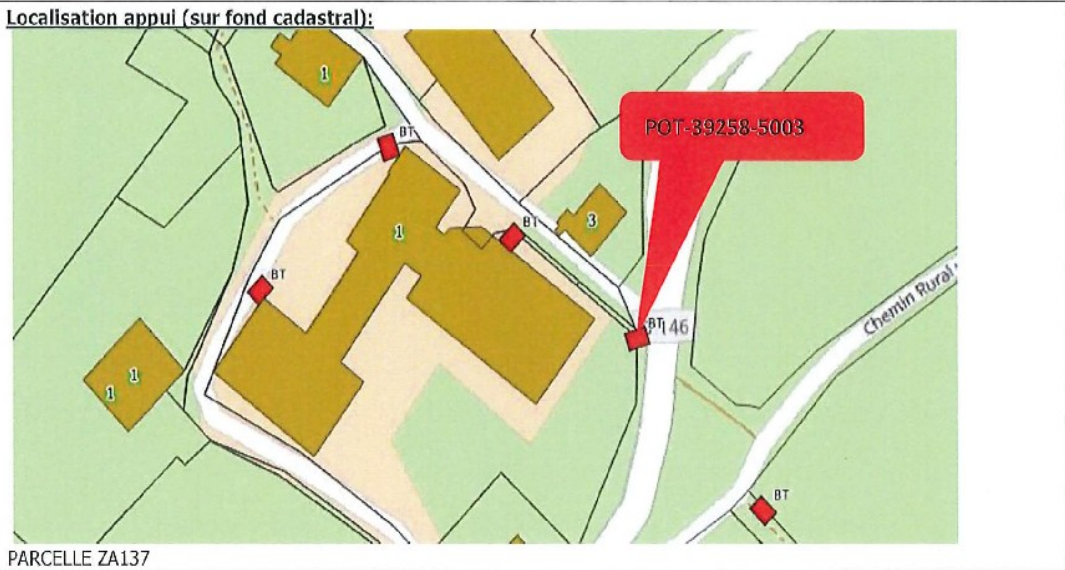 Localisation appui (sur fond cadastral):
1
BT
POT-39258-5003
BT
3
1
BT
Chemin Rural
BT
146
1
1
BT
PARCELLE ZA137